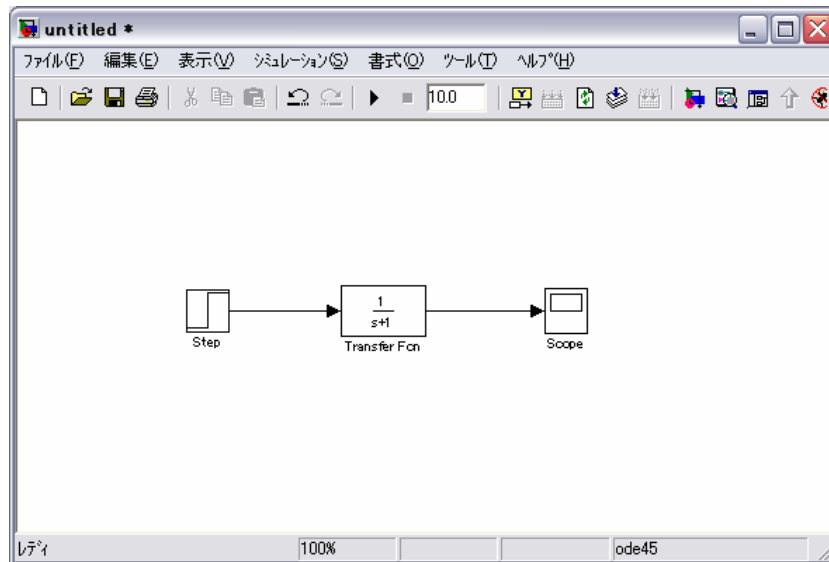 untitled *
ﾌｧｲﾙ(F) 編集(E) 表示(V) ｼﾐｭﾚｰｼｮﾝ(S) 書式(O) ﾂｰﾙ(T) ﾍﾙﾌﾟ(H)
10.0
1
s+1
Step
Transfer Fcn
Scope
ﾚﾃﾞｨ 100% ode45